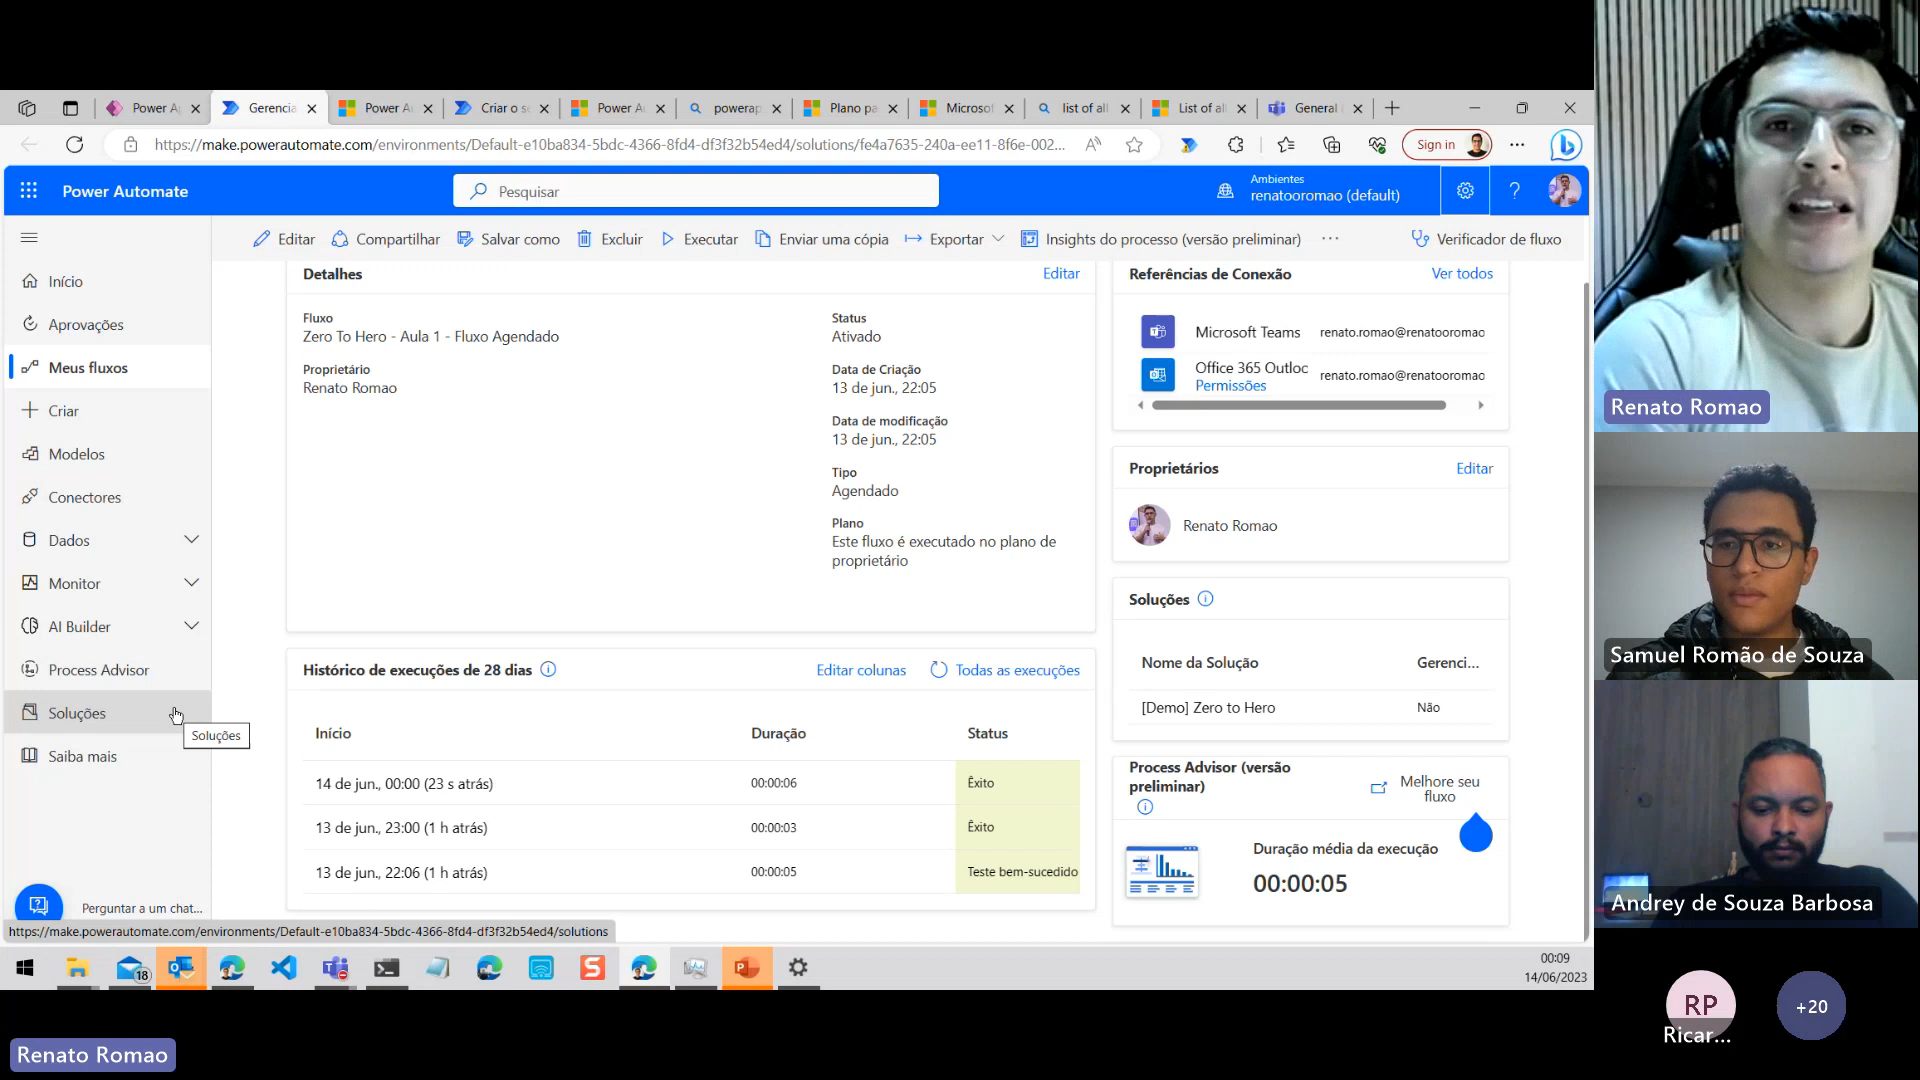 Power A
Gerencia
Power A
Criar o s
Power A
powerap
Plano pa
Microsof
list of all
List of all
General
https://make.powerautomate.com/environments/Default-e10ba834-5bdc-4366-8fd4-df3f32b54ed4/solutions/fe4a7635-240a-ee11-8f6e-002...
Sign in
Power Automate
Pesquisar
Ambientes
renatooromao (default)
Editar
Compartilhar
Salvar como
Excluir
Executar
Enviar uma cópia
Exportar
Insights do processo (versão preliminar)
Verificador de fluxo
Início
Aprovações
Meus fluxos
Criar
Modelos
Conectores
Dados
Monitor
AI Builder
Process Advisor
Soluções
Soluções
Saiba mais
Perguntar a um chat...
https://make.powerautomate.com/environments/Default-e10ba834-5bdc-4366-8fd4-df3f32b54ed4/solutions
Detalhes
Editar
Fluxo
Zero To Hero - Aula 1 - Fluxo Agendado
Proprietário
Renato Romao
Status
Ativado
Data de Criação
13 de jun., 22:05
Data de modificação
13 de jun., 22:05
Tipo
Agendado
Plano
Este fluxo é executado no plano de
proprietário
Histórico de execuções de 28 dias
Editar colunas
Todas as execuções
Início Duração Status
14 de jun., 00:00 (23 s atrás) 00:00:06 Êxito
13 de jun., 23:00 (1 h atrás) 00:00:03 Êxito
13 de jun., 22:06 (1 h atrás) 00:00:05 Teste bem-sucedido
Referências de Conexão
Ver todos
Microsoft Teams renato.romao@renatooromao
Office 365 Outloc renato.romao@renatooromao
Permissões
Proprietários
Editar
Renato Romao
Soluções
Nome da Solução Gerenci...
[Demo] Zero to Hero Não
Process Advisor (versão
preliminar)
Melhore seu
fluxo
Duração média da execução
00:00:05
18
00:09
14/06/2023
Renato Romao
Renato Romao
Samuel Romão de Souza
Andrey de Souza Barbosa
RP
Ricar...
+20